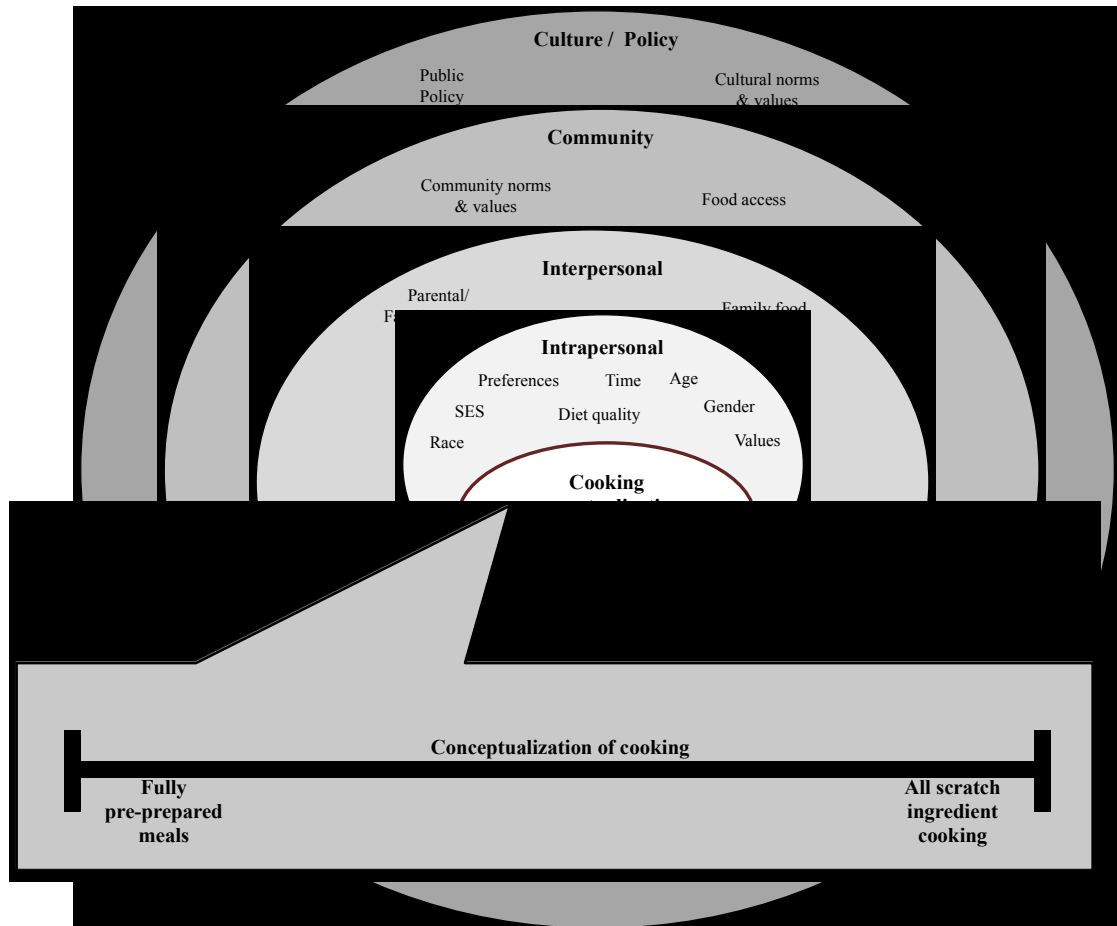 Culture / Policy
Public
Policy
Cultural norms
& values
Community
Community norms
& values
Food access
Interpersonal
Parental/
Family food
Intrapersonal
Preferences
Time
Age
SES
Diet quality
Gender
Race
Values
Cooking
Conceptualization of cooking
Fully
pre-prepared
meals
All scratch
ingredient
cooking